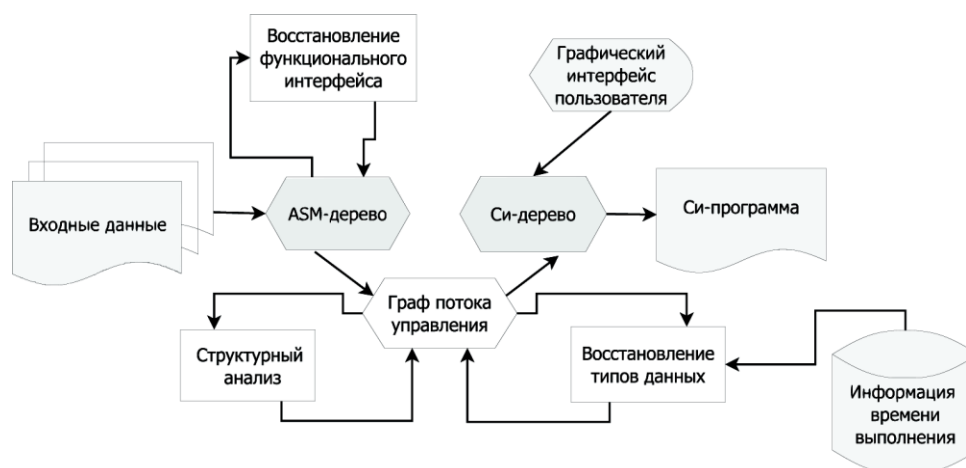 Восстановление
функционального
интерфейса
Графический
интерфейс
пользователя
Входные данные
ASM-дерево
Си-дерево
Си-программа
Граф потока
управления
Структурный
анализ
Восстановление
типов данных
Информация
времени
выполнения